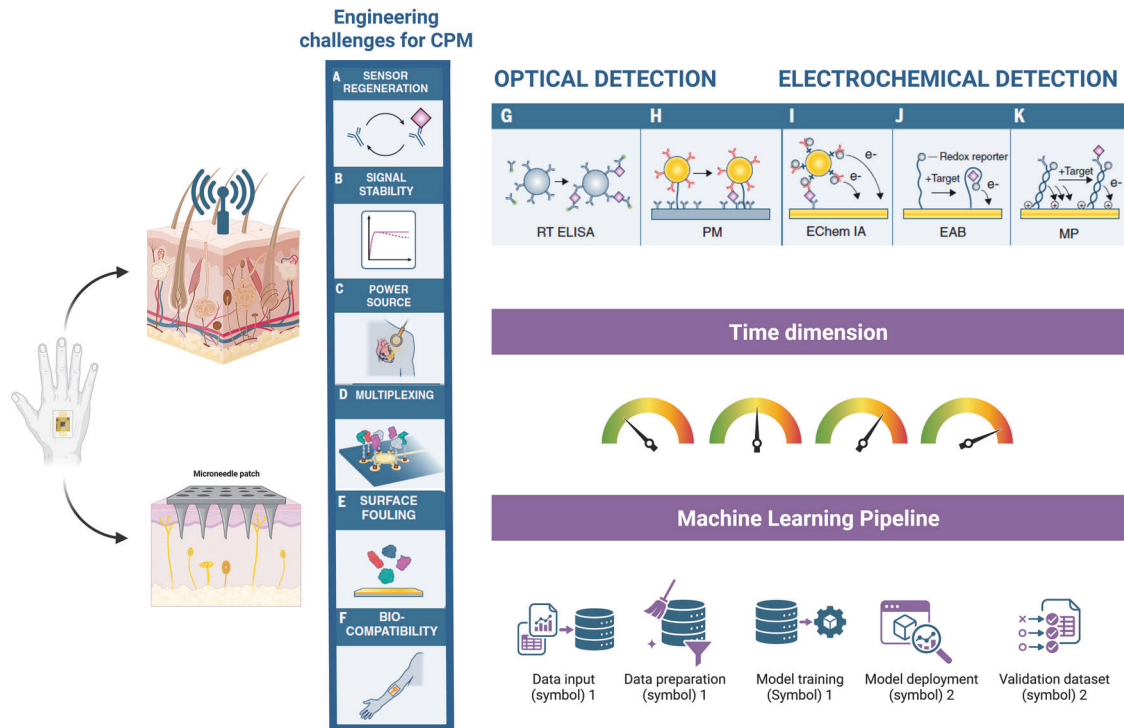 Engineering
challenges for CPM
A SENSOR
REGENERATION
B SIGNAL
STABILITY
C POWER
SOURCE
D MULTIPLEXING
E SURFACE
FOULING
F BIO-
COMPATIBILITY
Microneedle patch
OPTICAL DETECTION
ELECTROCHEMICAL DETECTION
G
H
I
J
K
e-
e-
Redox reporter
+Target
e-
+Target
e-
RT ELISA
PM
EChem IA
EAB
MP
Time dimension
Machine Learning Pipeline
Data input
(symbol) 1
Data preparation
(symbol) 1
Model training
(Symbol) 1
Model deployment
(symbol) 2
Validation dataset
(symbol) 2